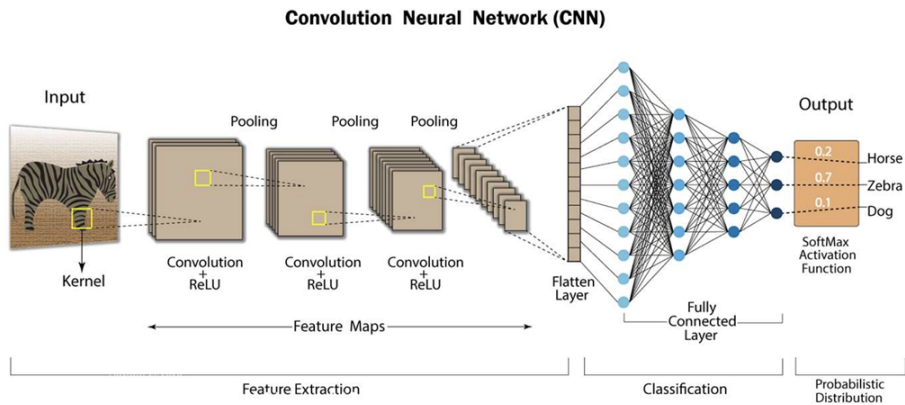 Convolution Neural Network (CNN)
Input
Pooling
Pooling
Pooling
Output
0.2
Horse
0.7
Zebra
0.1
Dog
Kernel
Convolution
+
ReLU
Convolution
+
ReLU
Convolution
+
ReLU
Flatten
Layer
SoftMax
Activation
Function
Feature Maps
Fully
Connected
Layer
Feature Extraction
Classification
Probabilistic
Distribution